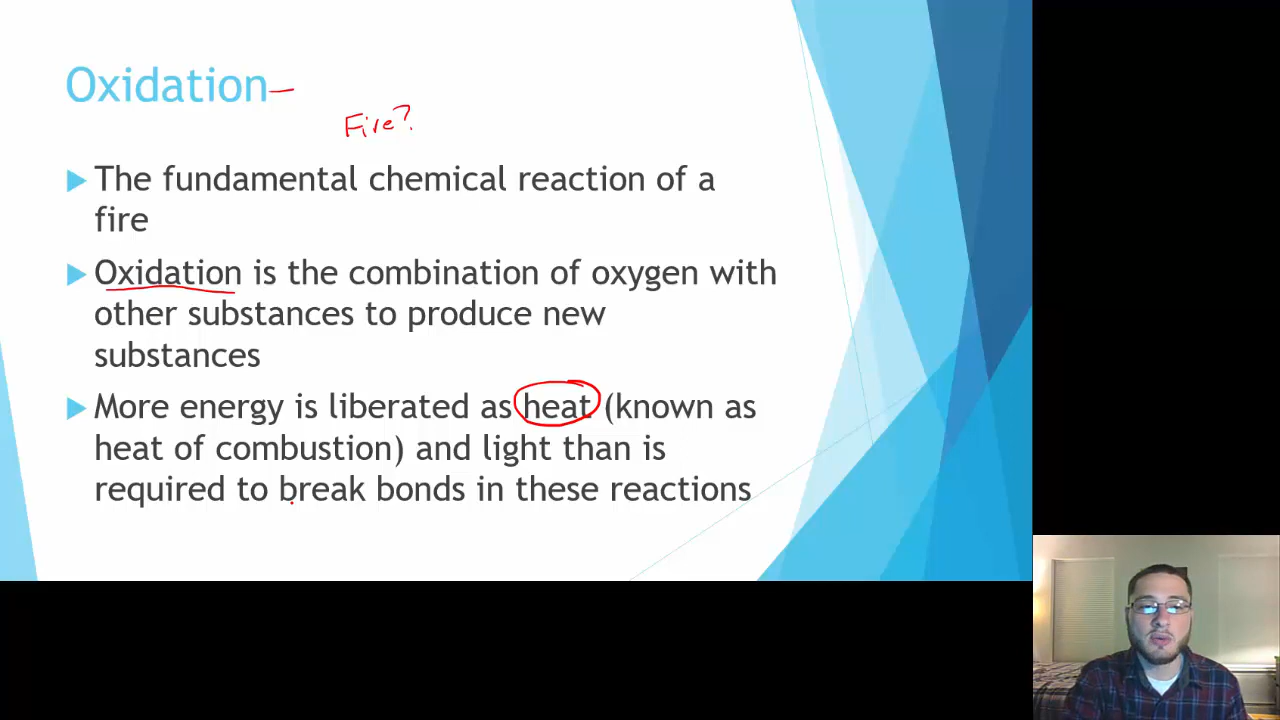 Oxidation
Fire?
The fundamental chemical reaction of a
fire
Oxidation is the combination of oxygen with
other substances to produce new
substances
More energy is liberated as heat (known as
heat of combustion) and light than is
required to break bonds in these reactions